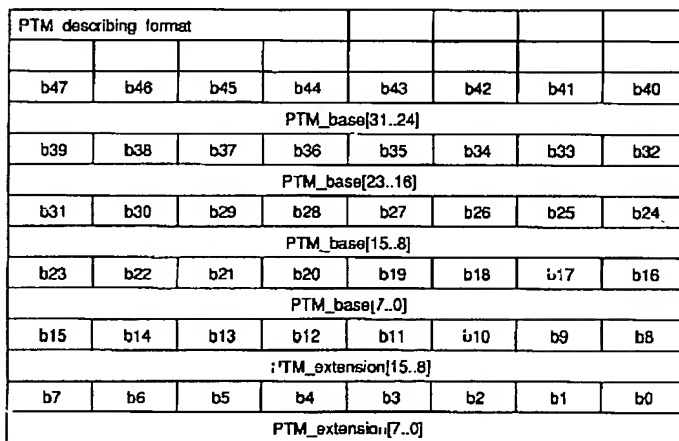 PTM describing format
b47 b46 b45 b44 b43 b42 b41 b40
PTM_base[31..24]
b39 b38 b37 b36 b35 b34 b33 b32
PTM_base[23..16]
b31 b30 b29 b28 b27 b26 b25 b24
PTM_base[15..8]
b23 b22 b21 b20 b19 b18 b17 b16
PTM_base[7..0]
b15 b14 b13 b12 b11 b10 b9 b8
PTM_extension[15..8]
b7 b6 b5 b4 b3 b2 b1 b0
PTM_extension[7..0]